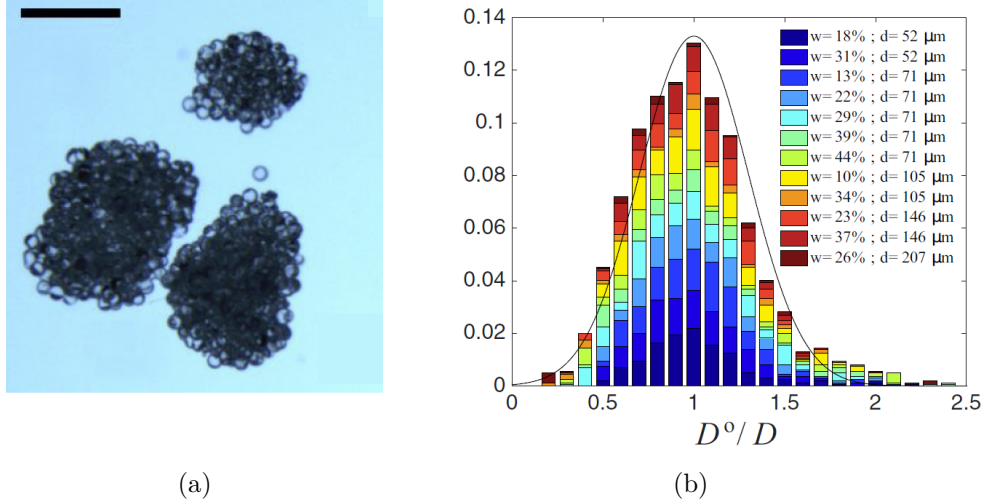 0.14
0.12
0.1
0.08
0.06
0.04
0.02
0
0 0.5 1 1.5 2 2.5
D°/D
w= 18% ; d= 52 μm
w= 31% ; d= 52 μm
w= 13% ; d= 71 μm
w= 22% ; d= 71 μm
w= 29% ; d= 71 μm
w= 39% ; d= 71 μm
w= 44% ; d= 71 μm
w= 10% ; d= 105 μm
w= 34% ; d= 105 μm
w= 23% ; d= 146 μm
w= 37% ; d= 146 μm
w= 26% ; d= 207 μm
(a)
(b)